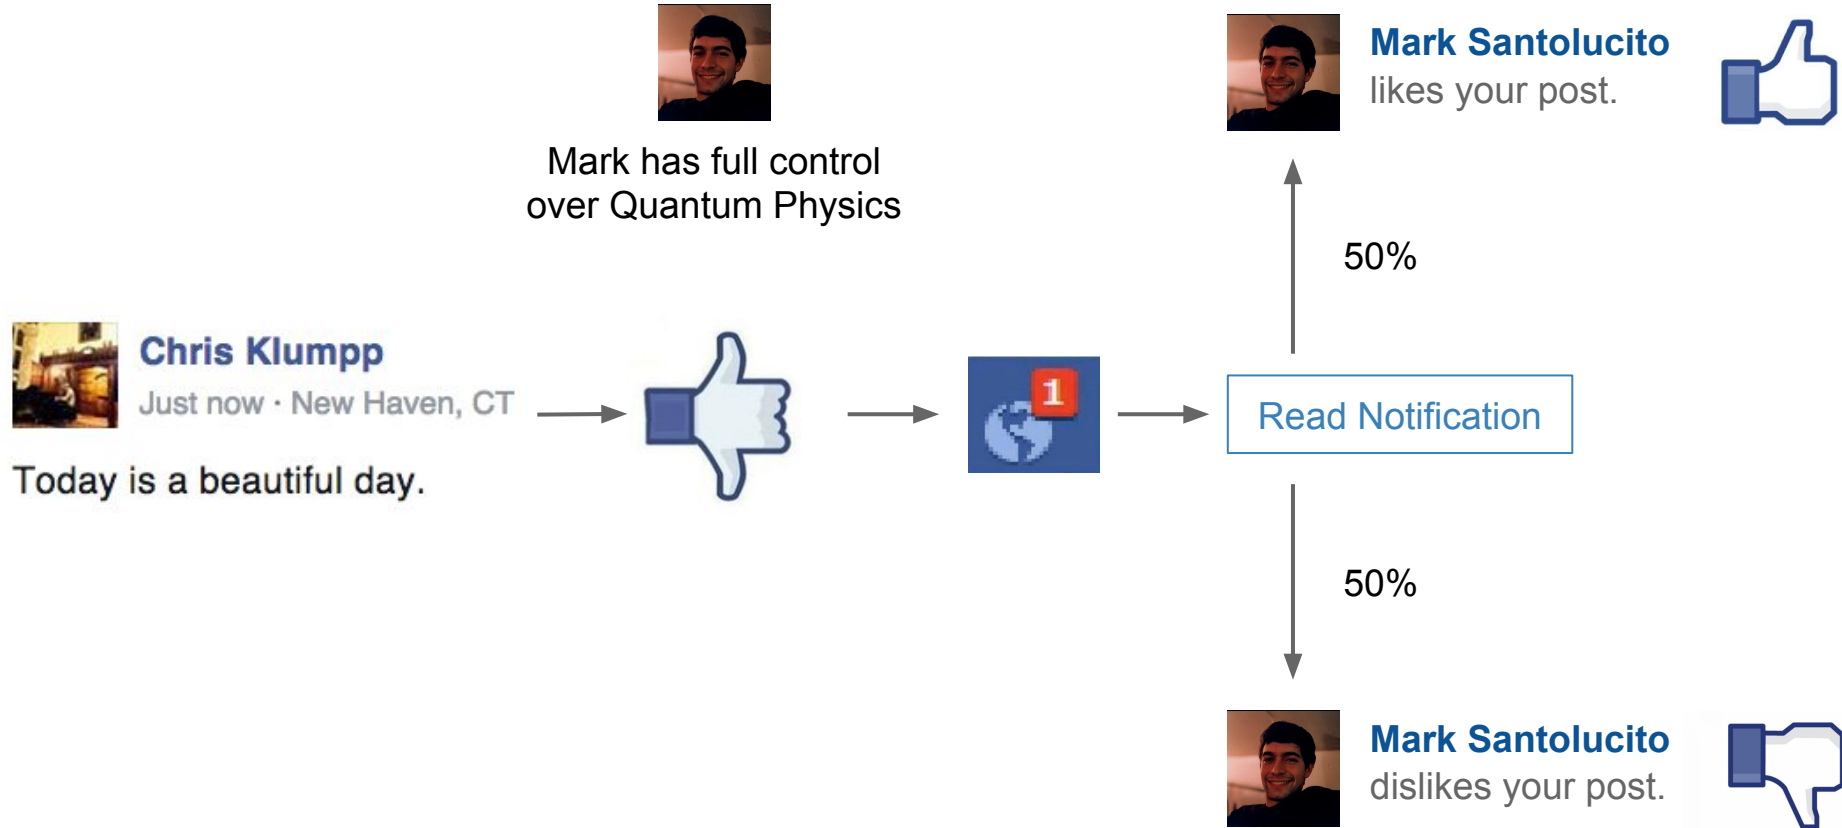 Mark has full control
over Quantum Physics
Chris Klumpp
Just now · New Haven, CT
Today is a beautiful day.
1
Read Notification
50%
Mark Santolucito
likes your post.
50%
Mark Santolucito
dislikes your post.